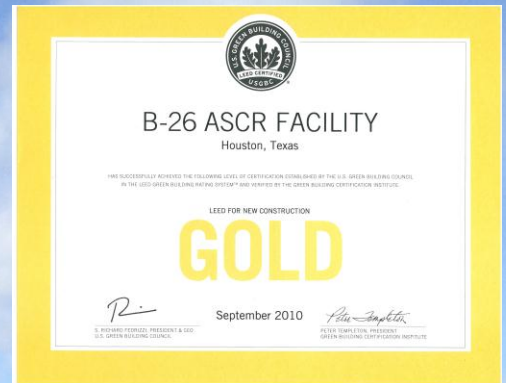 U.S. GREEN BUILDING COUNCIL
LEED CERTIFIED
USGBC
B-26 ASCR FACILITY
Houston, Texas
HAS SUCCESSFULLY ACHIEVED THE FOLLOWING LEVEL OF CERTIFICATION ESTABLISHED BY THE U.S. GREEN BUILDING COUNCIL
IN THE LEED GREEN BUILDING RATING SYSTEM™ AND VERIFIED BY THE GREEN BUILDING CERTIFICATION INSTITUTE.
LEED FOR NEW CONSTRUCTION
GOLD
September 2010
Peter Templeton
S. RICHARD FEDRIZZI, PRESIDENT & CEO
U.S. GREEN BUILDING COUNCIL
PETER TEMPLETON, PRESIDENT
GREEN BUILDING CERTIFICATION INSTITUTE